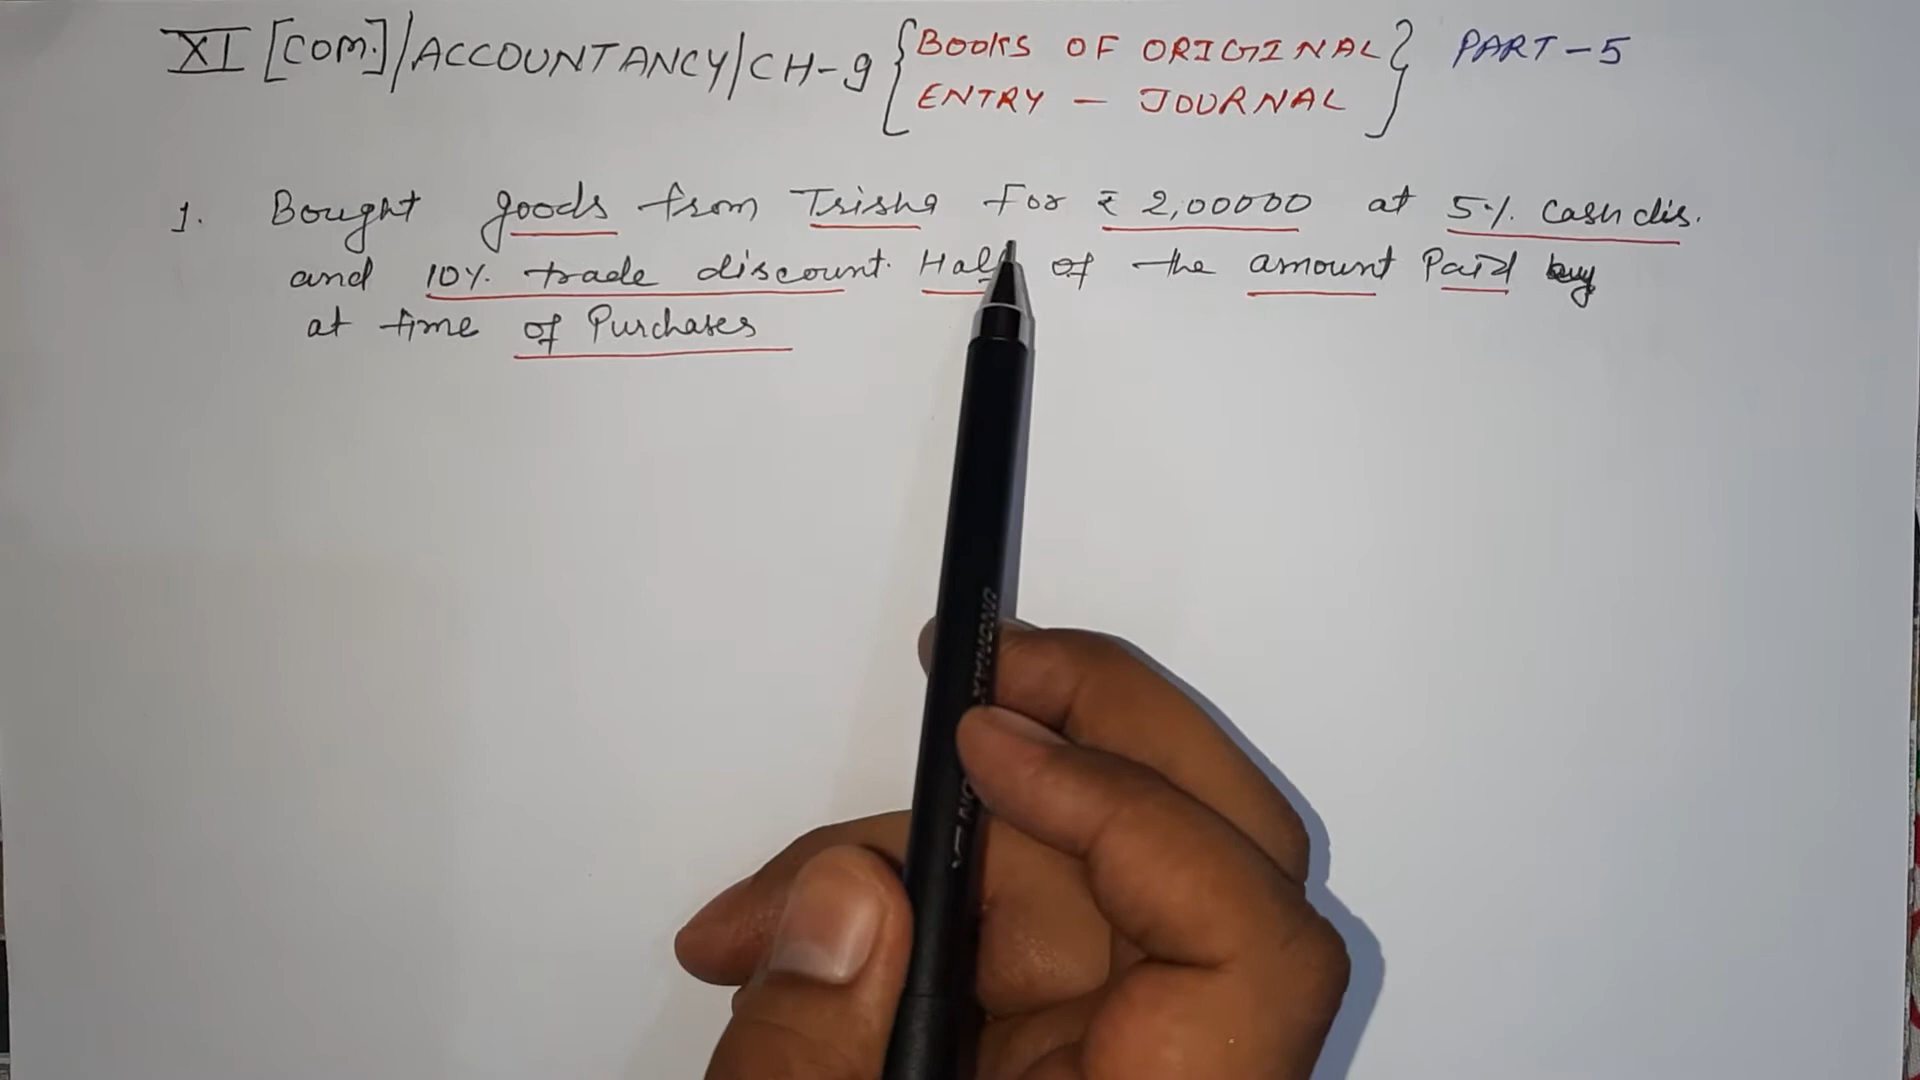 XI [COM.]/ACCOUNTANCY/CH-9 {BOOKS OF ORIGINAL ENTRY - JOURNAL} PART-5
1. Bought goods from Trisha For ₹ 2,00000 at 5% Cash dis.
and 10% trade discount. Half of the amount Paid
at time of Purchases